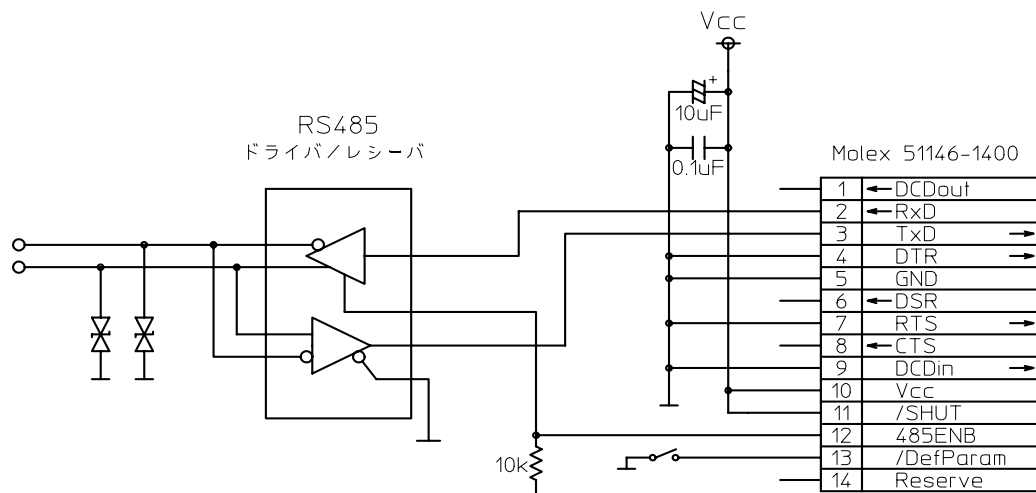 Vcc
+
10uF
0.1uF
RS485
ドライバ/レシーバ
Molex 51146-1400
1 ← DCDout
2 ← RxD
3 TxD →
4 DTR →
5 GND
6 ← DSR
7 RTS →
8 ← CTS
9 DCDin →
10 Vcc
11 /SHUT
12 485ENB
13 /DefParam
14 Reserve
10k